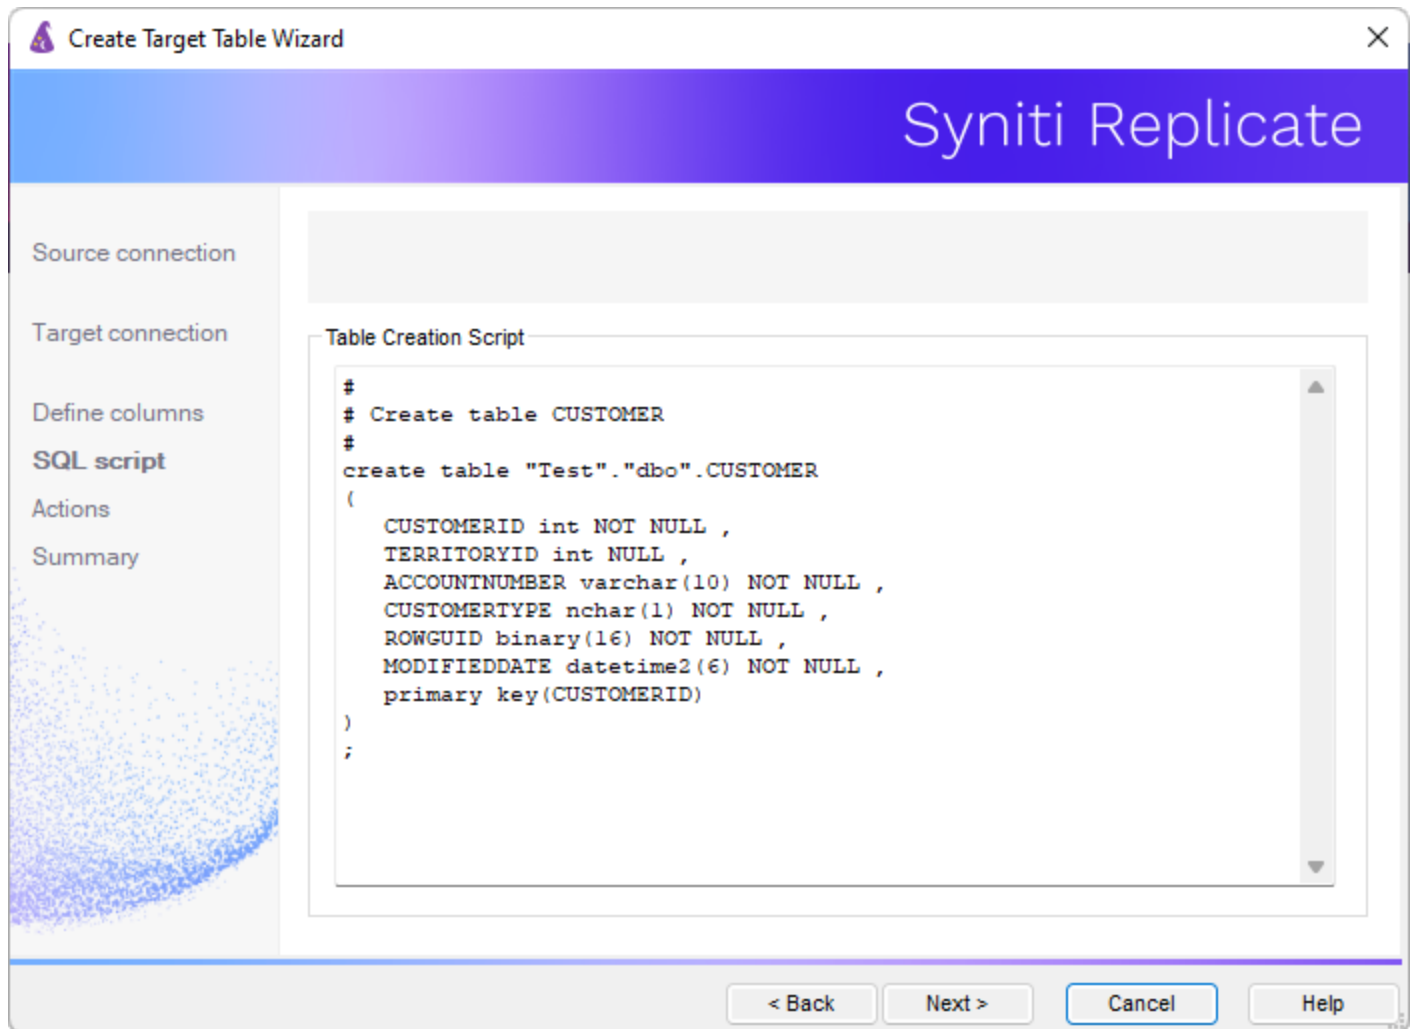 Create Target Table Wizard
Syniti Replicate
Source connection
Target connection
Define columns
SQL script
Actions
Summary
Table Creation Script
#
# Create table CUSTOMER
#
create table "Test"."dbo".CUSTOMER
(
CUSTOMERID int NOT NULL ,
TERRITORYID int NULL ,
ACCOUNTNUMBER varchar(10) NOT NULL ,
CUSTOMERTYPE nchar(1) NOT NULL ,
ROWGUID binary(16) NOT NULL ,
MODIFIEDDATE datetime2(6) NOT NULL ,
primary key(CUSTOMERID)
)
;
< Back
Next >
Cancel
Help